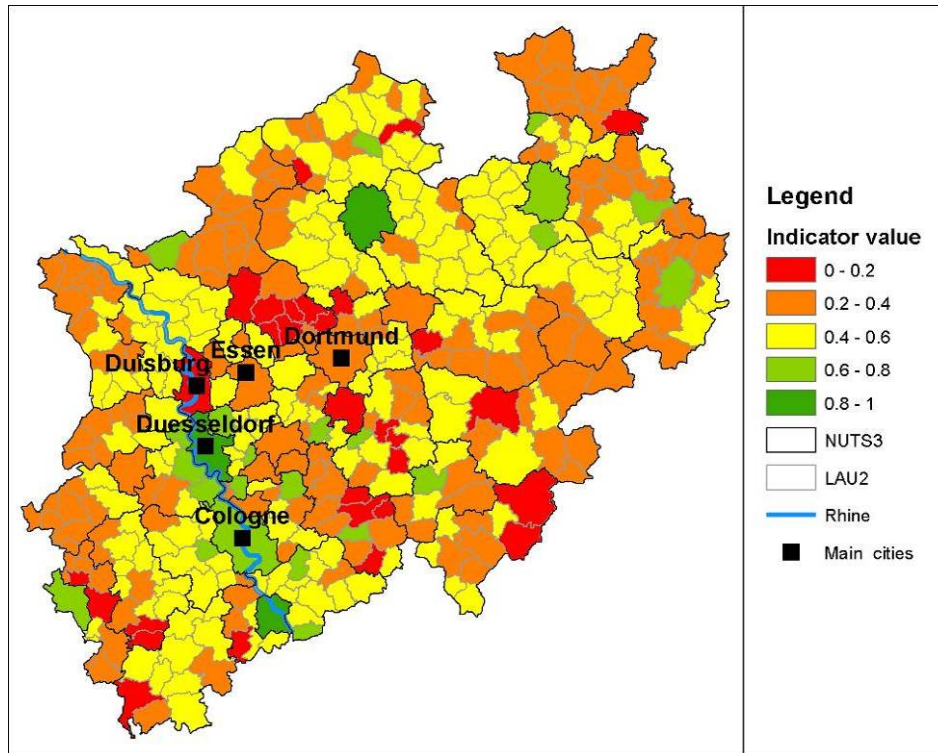 Dortmund
Essen
Duisburg
Duesseldorf
Cologne
Legend
Indicator value
0 - 0.2
0.2 - 0.4
0.4 - 0.6
0.6 - 0.8
0.8 - 1
NUTS3
LAU2
Rhine
Main cities